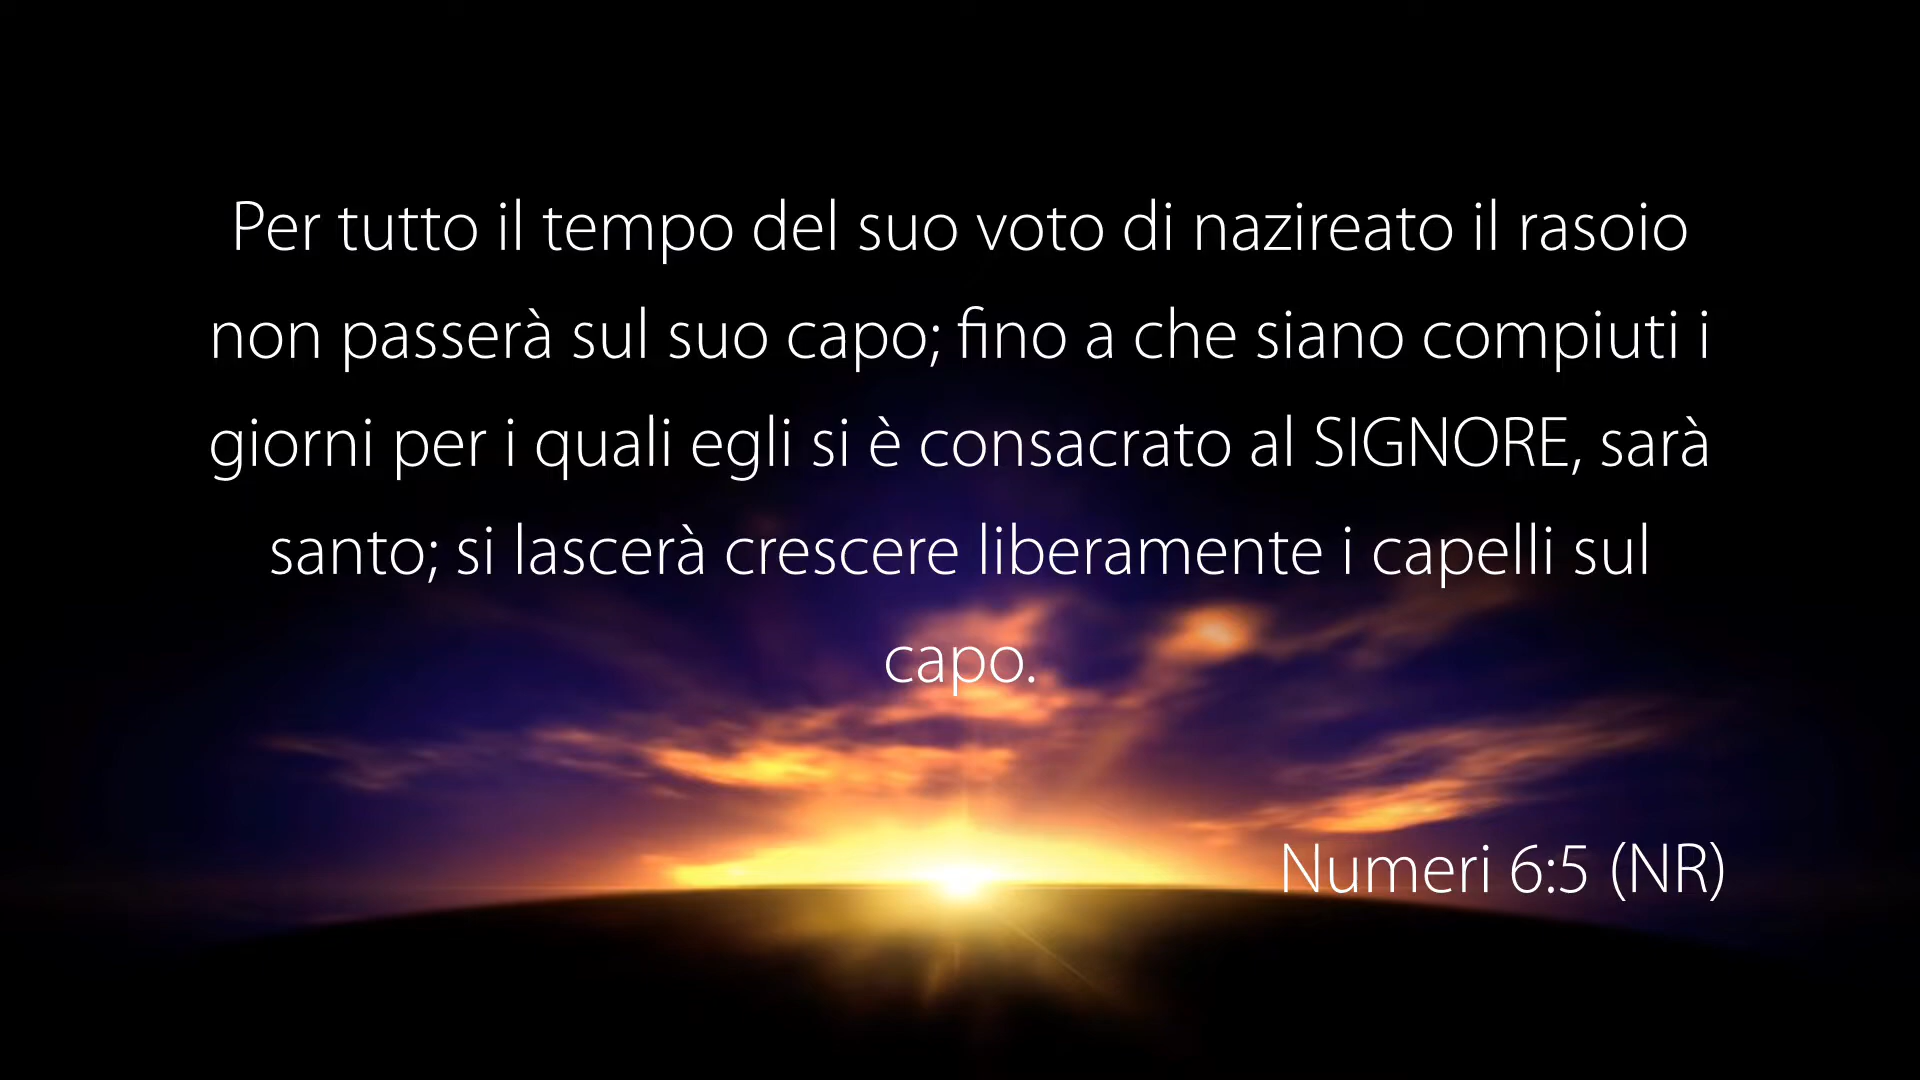 Per tutto il tempo del suo voto di nazireato il rasoio
non passerà sul suo capo; fino a che siano compiuti i
giorni per i quali egli si è consacrato al SIGNORE, sarà
santo; si lascerà crescere liberamente i capelli sul
capo.
Numeri 6:5 (NR)